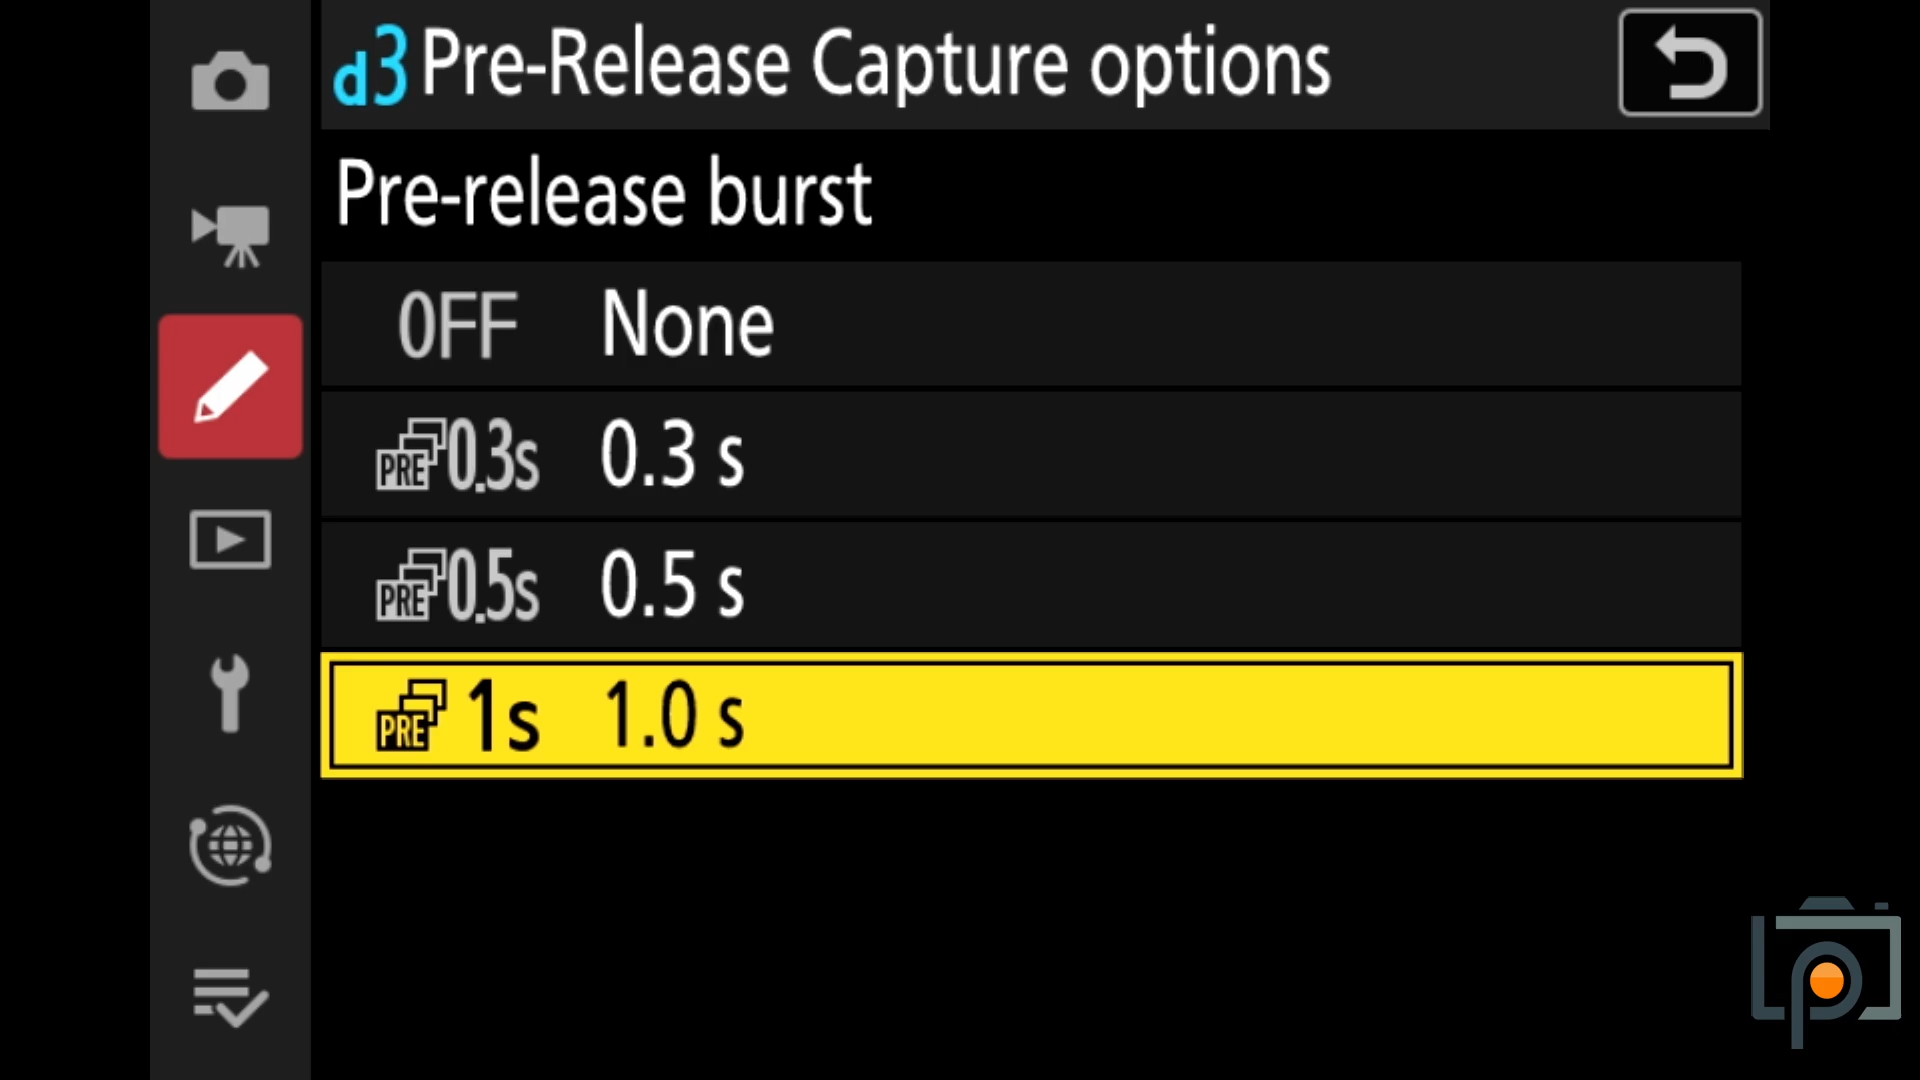 d3 Pre-Release Capture options
Pre-release burst
OFF None
PRE 0.3s 0.3 s
PRE 0.5s 0.5 s
PRE 1s 1.0 s